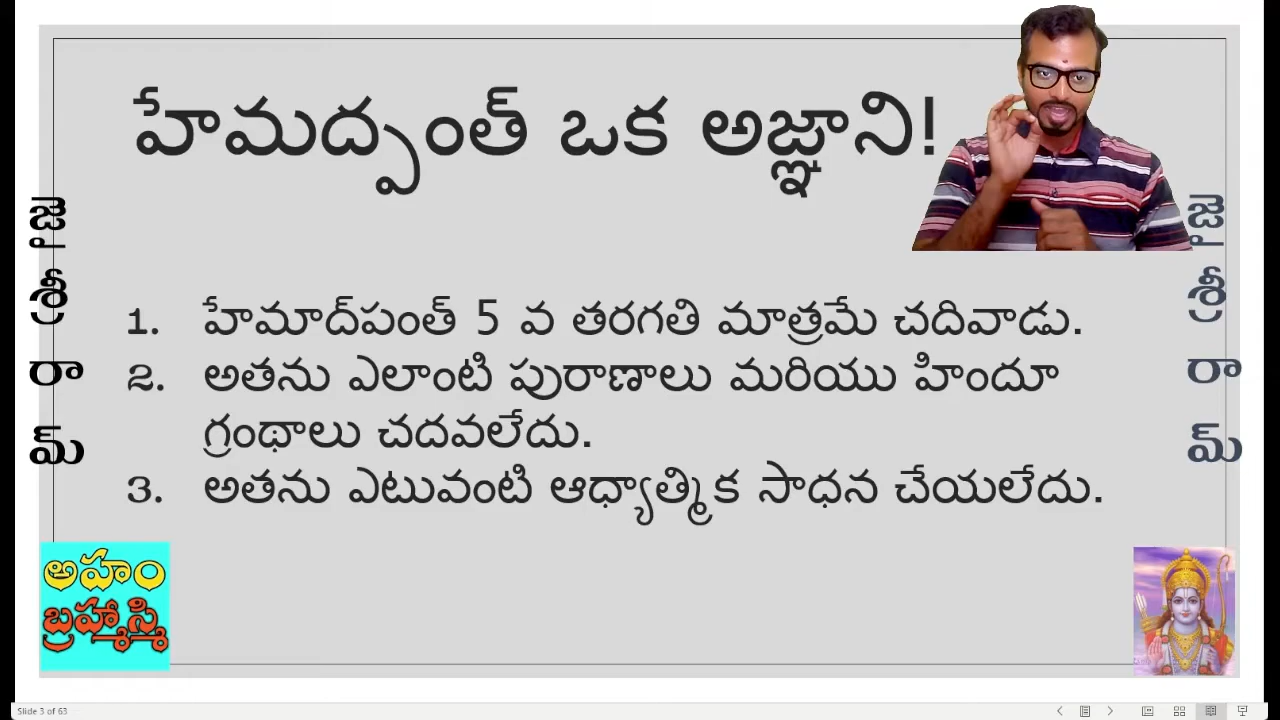 హేమద్పంత్ ఒక అజ్ఞాని!
జై
శ్రీ
రా
మ్
1. హేమాద్‌పంత్ 5 వ తరగతి మాత్రమే చదివాడు.
2. అతను ఎలాంటి పురాణాలు మరియు హిందూ
గ్రంథాలు చదవలేదు.
3. అతను ఎటువంటి ఆధ్యాత్మిక సాధన చేయలేదు.
జై
శ్రీ
రా
మ్
అహం
బ్రహ్మాస్మి
Slide 3 of 63